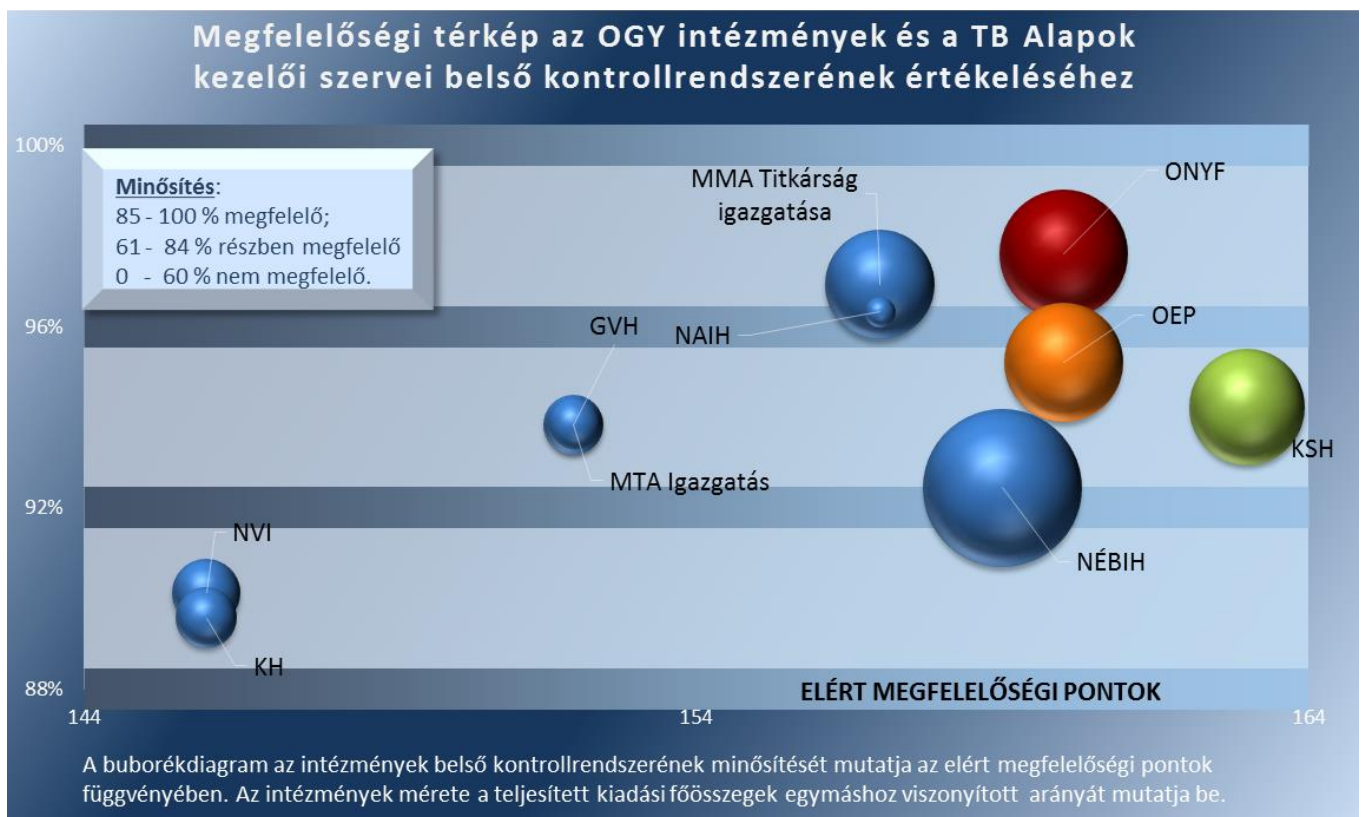 Megfelelőségi térkép az OGY intézmények és a TB Alapok
kezelői szervei belső kontrollrendszerének értékeléséhez
100%
Minősítés:
85 - 100 % megfelelő;
61 - 84 % részben megfelelő
0 - 60 % nem megfelelő.
MMA Titkárság
igazgatása
ONYF
96%
GVH
NAIH
OEP
KSH
MTA Igazgatás
92%
NVI
NÉBIH
KH
88%
ELÉRT MEGFELELŐSÉGI PONTOK
144
154
164
A buborékdiagram az intézmények belső kontrollrendszerének minősítését mutatja az elért megfelelőségi pontok
függvényében. Az intézmények mérete a teljesített kiadási főösszegek egymáshoz viszonyított arányát mutatja be.